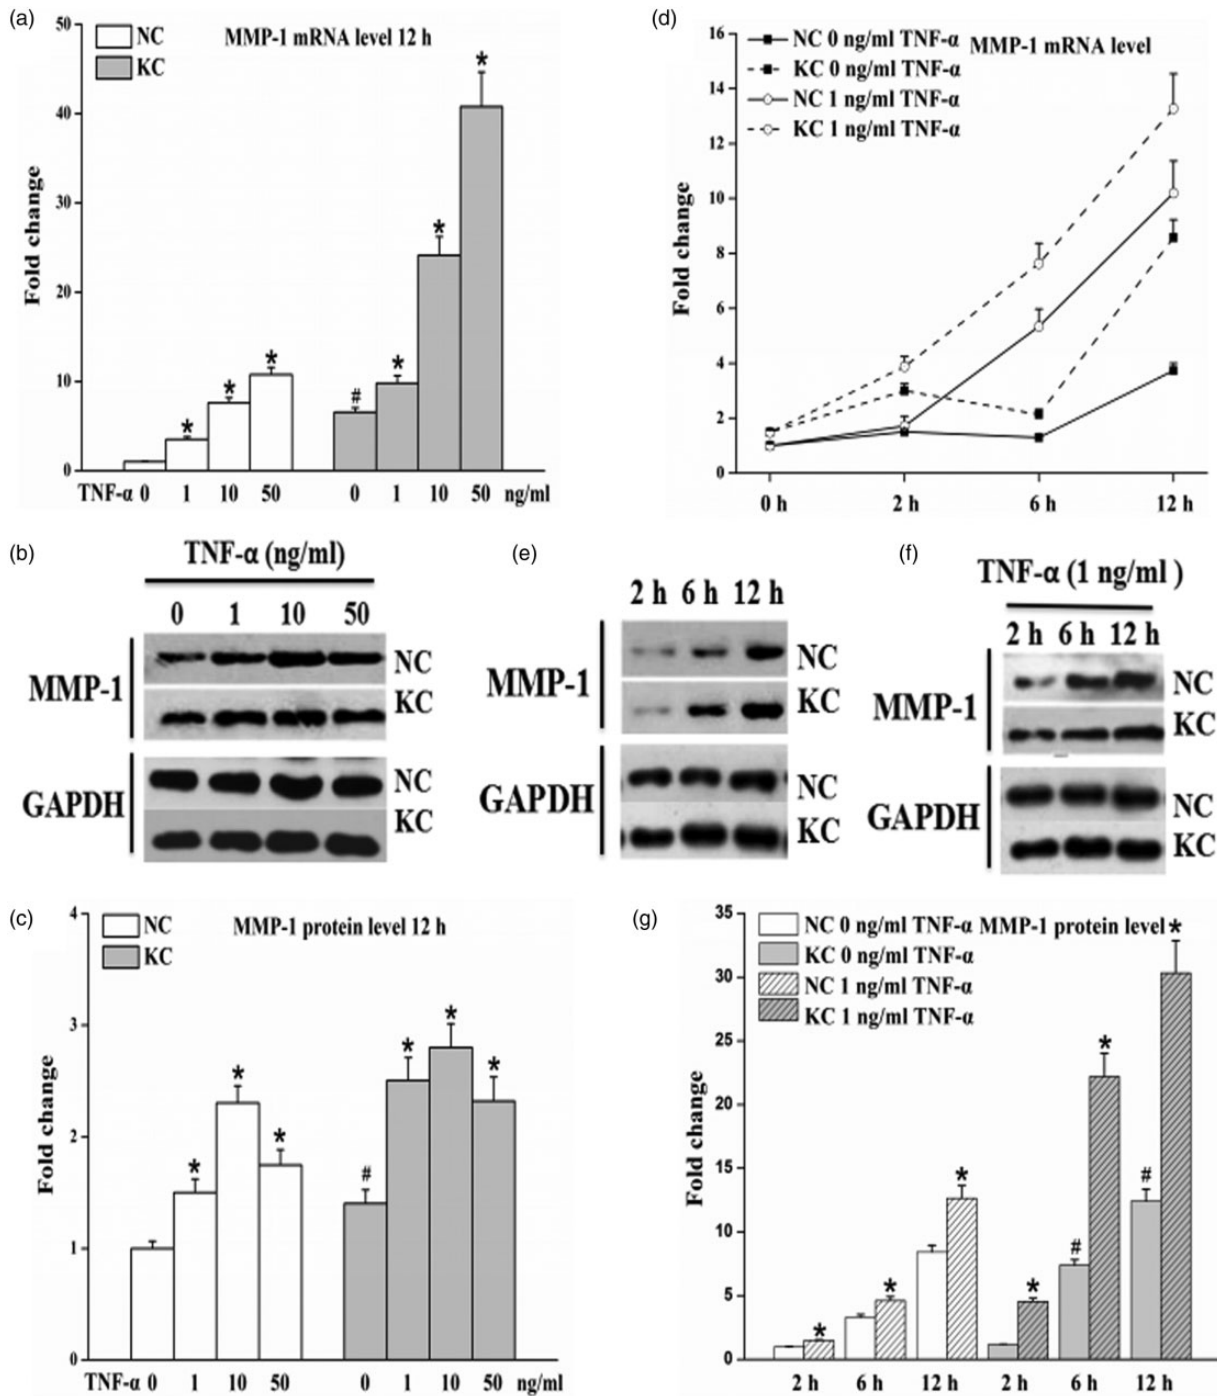 (a)
50
40
30
20
10
0
Fold change
NC
KC
MMP-1 mRNA level 12 h
#
*
*
*
*
*
*
TNF-α 0 1 10 50 0 1 10 50 ng/ml
(d)
16
14
12
10
8
6
4
2
0
Fold change
NC 0 ng/ml TNF-α
KC 0 ng/ml TNF-α
NC 1 ng/ml TNF-α
KC 1 ng/ml TNF-α
MMP-1 mRNA level
0 h 2 h 6 h 12 h
(b)
TNF-α (ng/ml)
0 1 10 50
MMP-1
NC
KC
GAPDH
NC
KC
(e)
2 h 6 h 12 h
MMP-1
NC
KC
GAPDH
NC
KC
(f)
TNF-α (1 ng/ml )
2 h 6 h 12 h
MMP-1
NC
KC
GAPDH
NC
KC
(c)
4
3
2
1
0
Fold change
NC
KC
MMP-1 protein level 12 h
*
*
*
#
*
*
*
TNF-α 0 1 10 50 0 1 10 50 ng/ml
(g)
35
30
25
20
15
10
5
0
Fold change
NC 0 ng/ml TNF-α
KC 0 ng/ml TNF-α
NC 1 ng/ml TNF-α
KC 1 ng/ml TNF-α
MMP-1 protein level
*
*
*
*
#
*
#
*
2 h 6 h 12 h 2 h 6 h 12 h